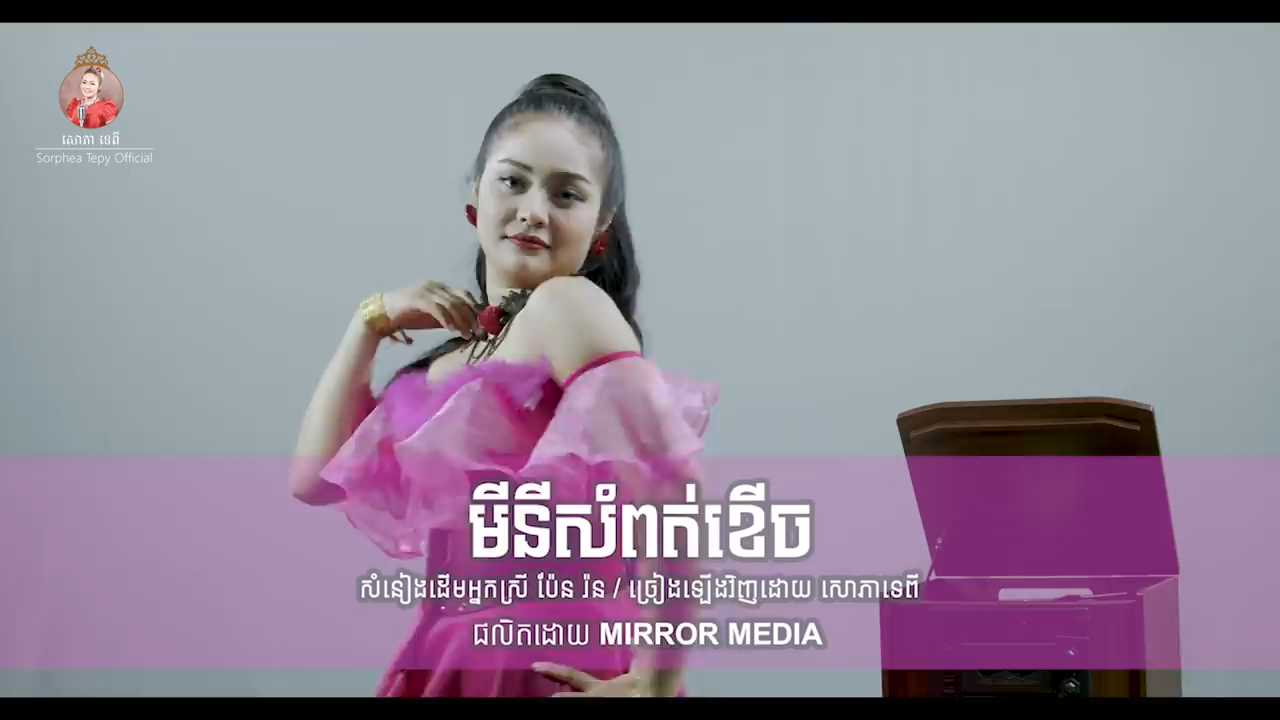 សោភា ទេពី
Sorphea Tepy Official
មីនីសំពត់ខើច
សំនៀងដើមអ្នកស្រី ប៉ែន រ៉ន / ច្រៀងឡើងវិញដោយ សោភាទេពី
ផលិតដោយ MIRROR MEDIA